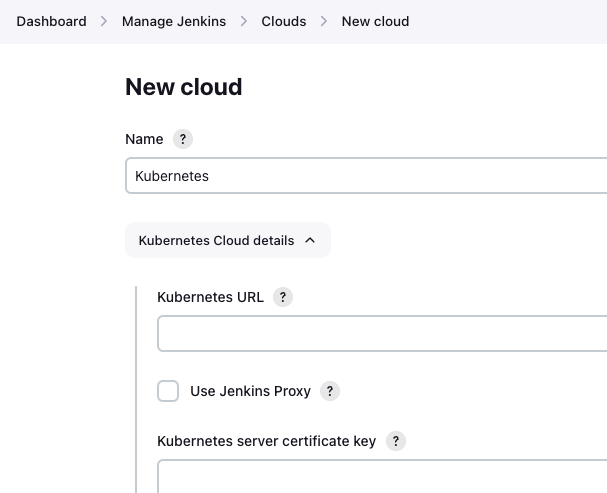 Dashboard > Manage Jenkins > Clouds > New cloud
New cloud
Name ?
Kubernetes
Kubernetes Cloud details
Kubernetes URL ?
Use Jenkins Proxy ?
Kubernetes server certificate key ?